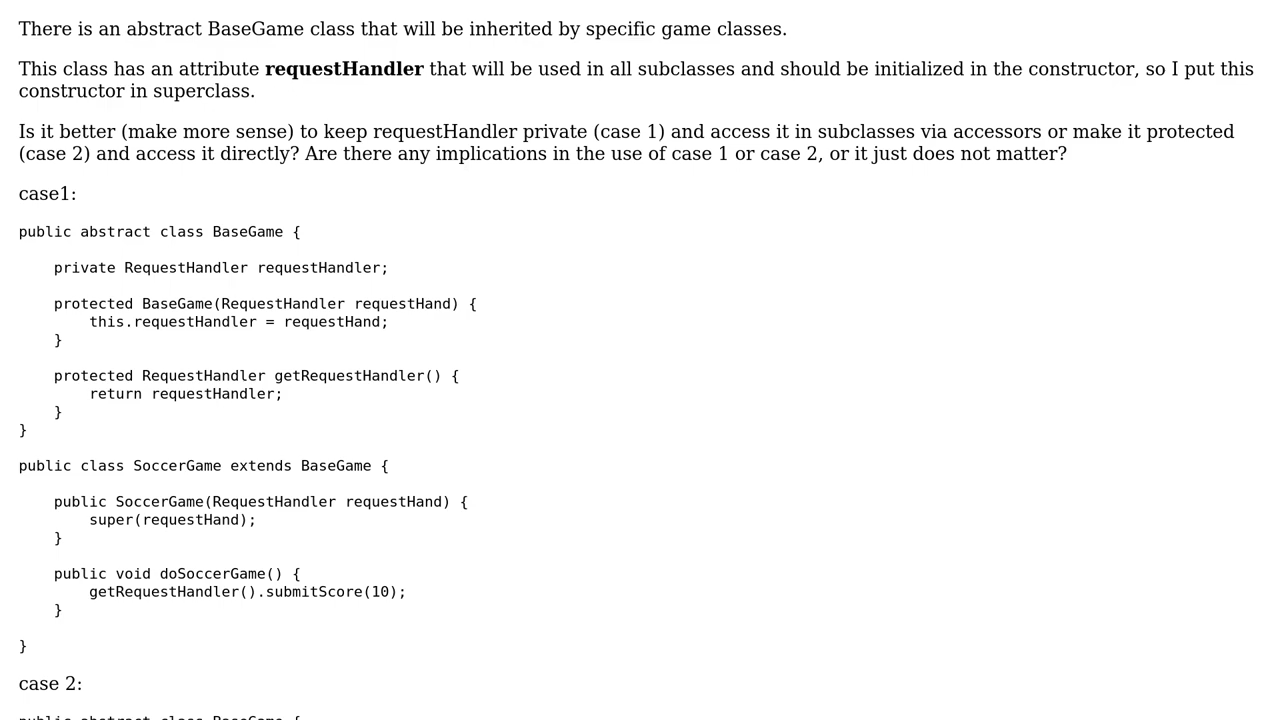 There is an abstract BaseGame class that will be inherited by specific game classes.
This class has an attribute requestHandler that will be used in all subclasses and should be initialized in the constructor, so I put this
constructor in superclass.
Is it better (make more sense) to keep requestHandler private (case 1) and access it in subclasses via accessors or make it protected
(case 2) and access it directly? Are there any implications in the use of case 1 or case 2, or it just does not matter?
case1:
public abstract class BaseGame {
    private RequestHandler requestHandler;
    protected BaseGame(RequestHandler requestHand) {
        this.requestHandler = requestHand;
    }
    protected RequestHandler getRequestHandler() {
        return requestHandler;
    }
}
public class SoccerGame extends BaseGame {
    public SoccerGame(RequestHandler requestHand) {
        super(requestHand);
    }
    public void doSoccerGame() {
        getRequestHandler().submitScore(10);
    }
}
case 2:
public abstract class BaseGame {